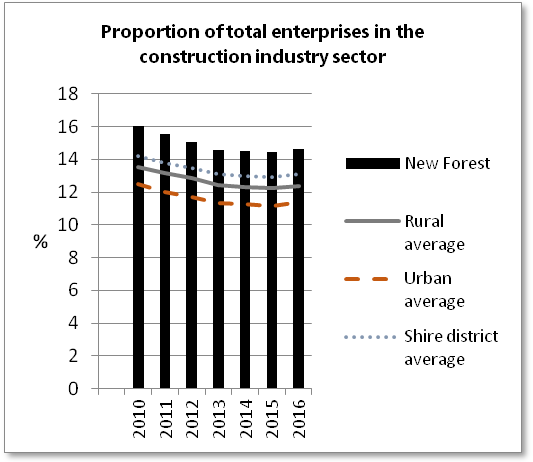 Proportion of total enterprises in the
construction industry sector
18
16
14
12
10
8
6
4
2
0
%
2010
2011
2012
2013
2014
2015
2016
New Forest
Rural
average
Urban
average
Shire district
average